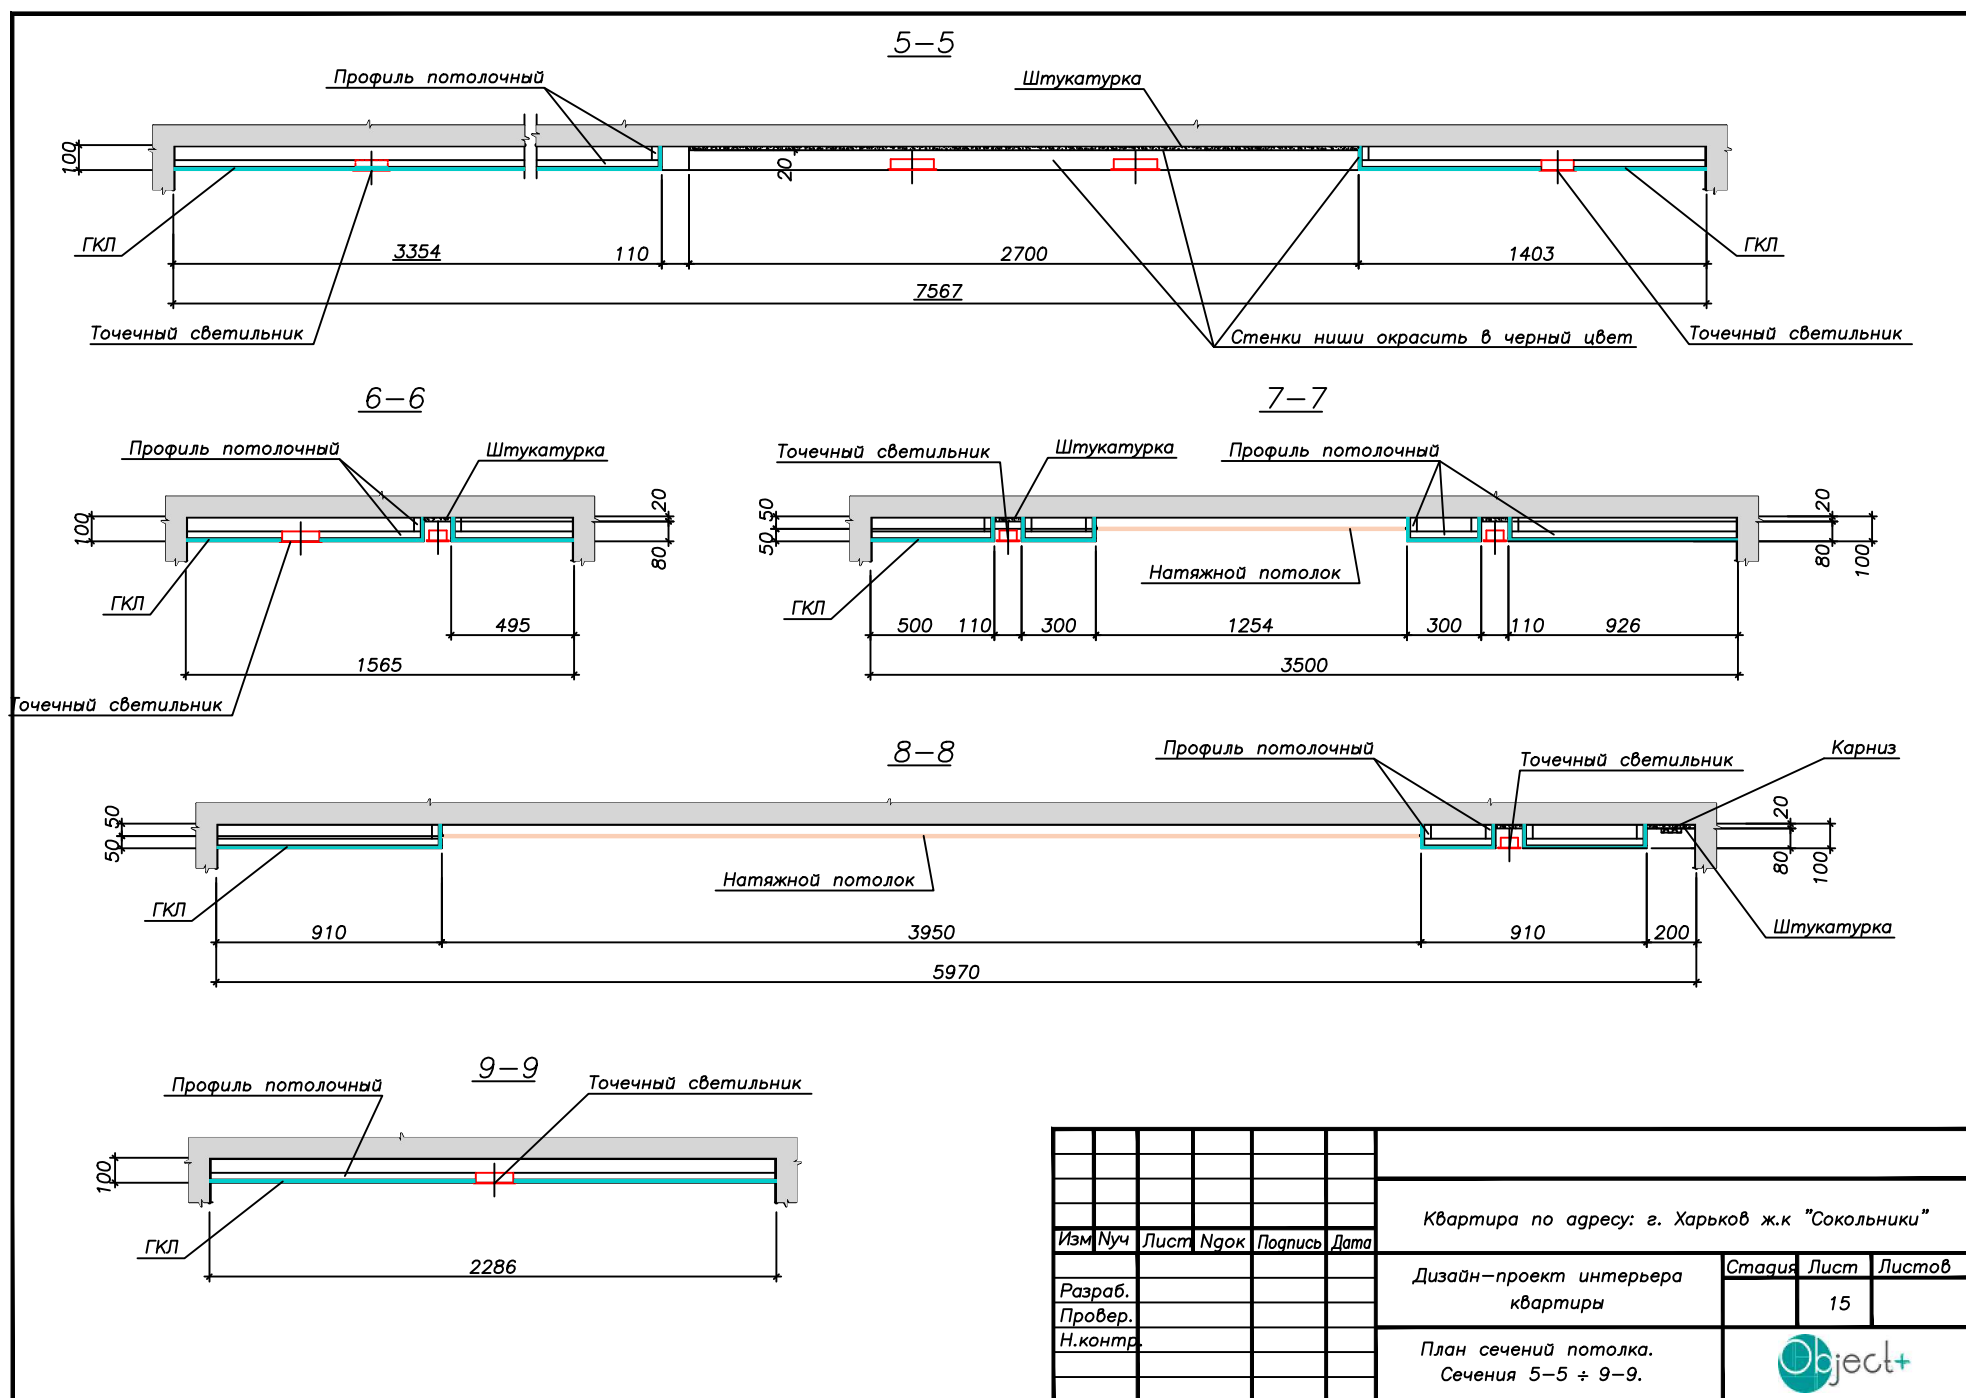 5-5
Профиль потолочный
Штукатурка
100
20
ГКЛ
ГКЛ
3354
110
2700
1403
7567
Точечный светильник
Стенки ниши окрасить в черный цвет
Точечный светильник
6-6
Профиль потолочный
Штукатурка
100
20
80
ГКЛ
495
1565
Точечный светильник
7-7
Точечный светильник
Штукатурка
Профиль потолочный
50
50
20
80
100
Натяжной потолок
ГКЛ
500
110
300
1254
300
110
926
3500
8-8
Профиль потолочный
Точечный светильник
Карниз
50
50
20
80
100
Натяжной потолок
ГКЛ
Штукатурка
910
3950
910
200
5970
9-9
Профиль потолочный
Точечный светильник
100
ГКЛ
2286
Квартира по адресу: г. Харьков ж.к "Сокольники"
Изм Nуч Лист Nдок Подпись Дата
Дизайн-проект интерьера
квартиры
Стадия Лист Листов
15
Разраб.
Провер.
Н.контр.
План сечений потолка.
Сечения 5-5 ÷ 9-9.
Object+